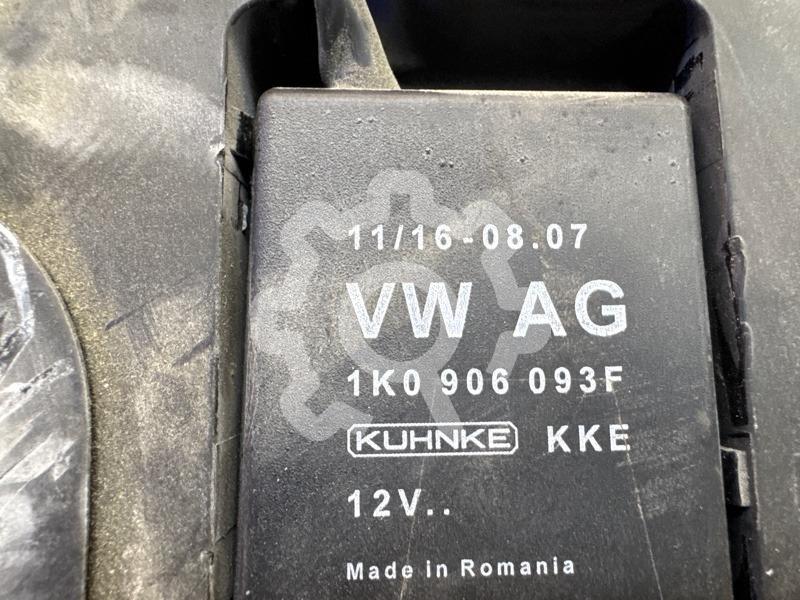 11/16-08.07
VW AG
1K0 906 093F
KUHNKE KKE
12V..
Made in Romania